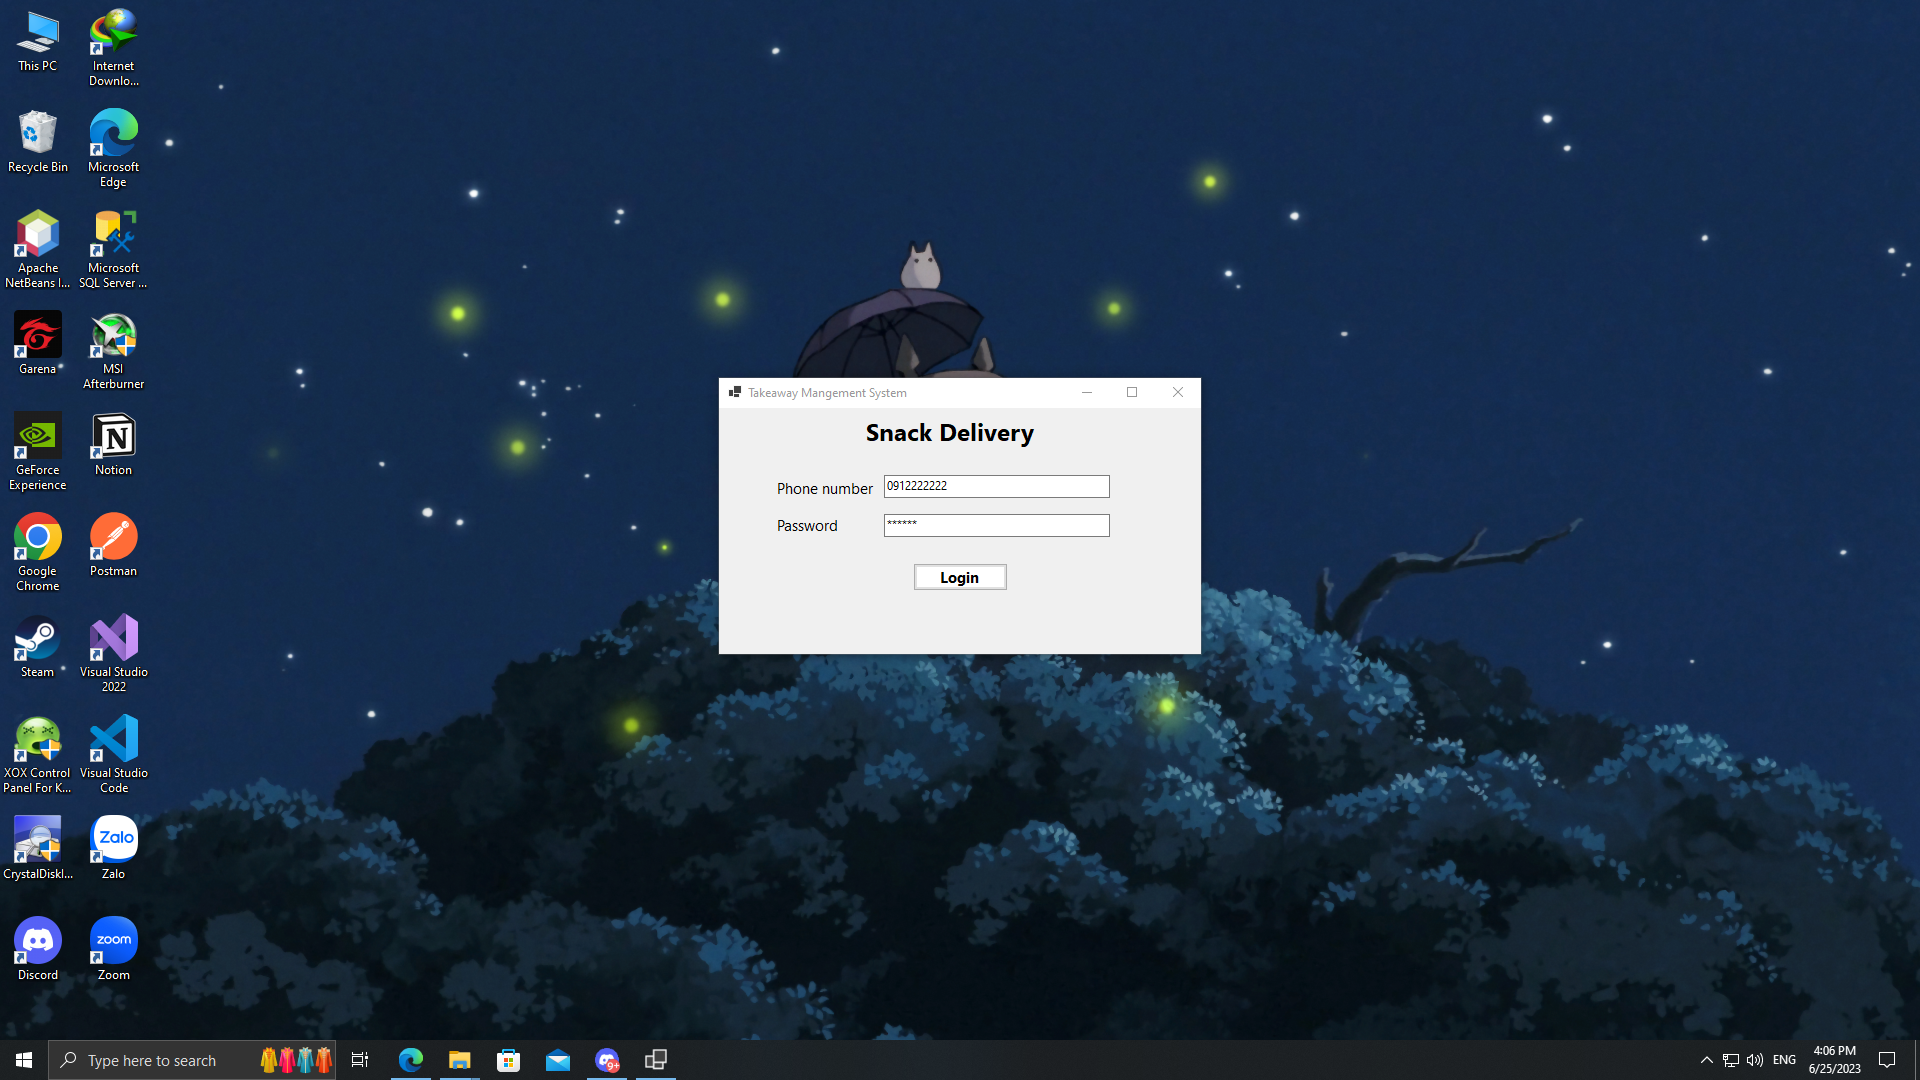 This PC
Internet
Downlo...
Recycle Bin
Microsoft
Edge
Apache
NetBeans I...
Microsoft
SQL Server ...
Garena
MSI
Afterburner
GeForce
Experience
Notion
Google
Chrome
Postman
Steam
Visual Studio
2022
XOX Control
Panel For K...
Visual Studio
Code
CrystalDiskI...
Zalo
Zalo
Discord
zoom
Zoom
Takeaway Mangement System
Snack Delivery
Phone number 0912222222
Password ******
Login
Type here to search
9+
ENG
4:06 PM
6/25/2023